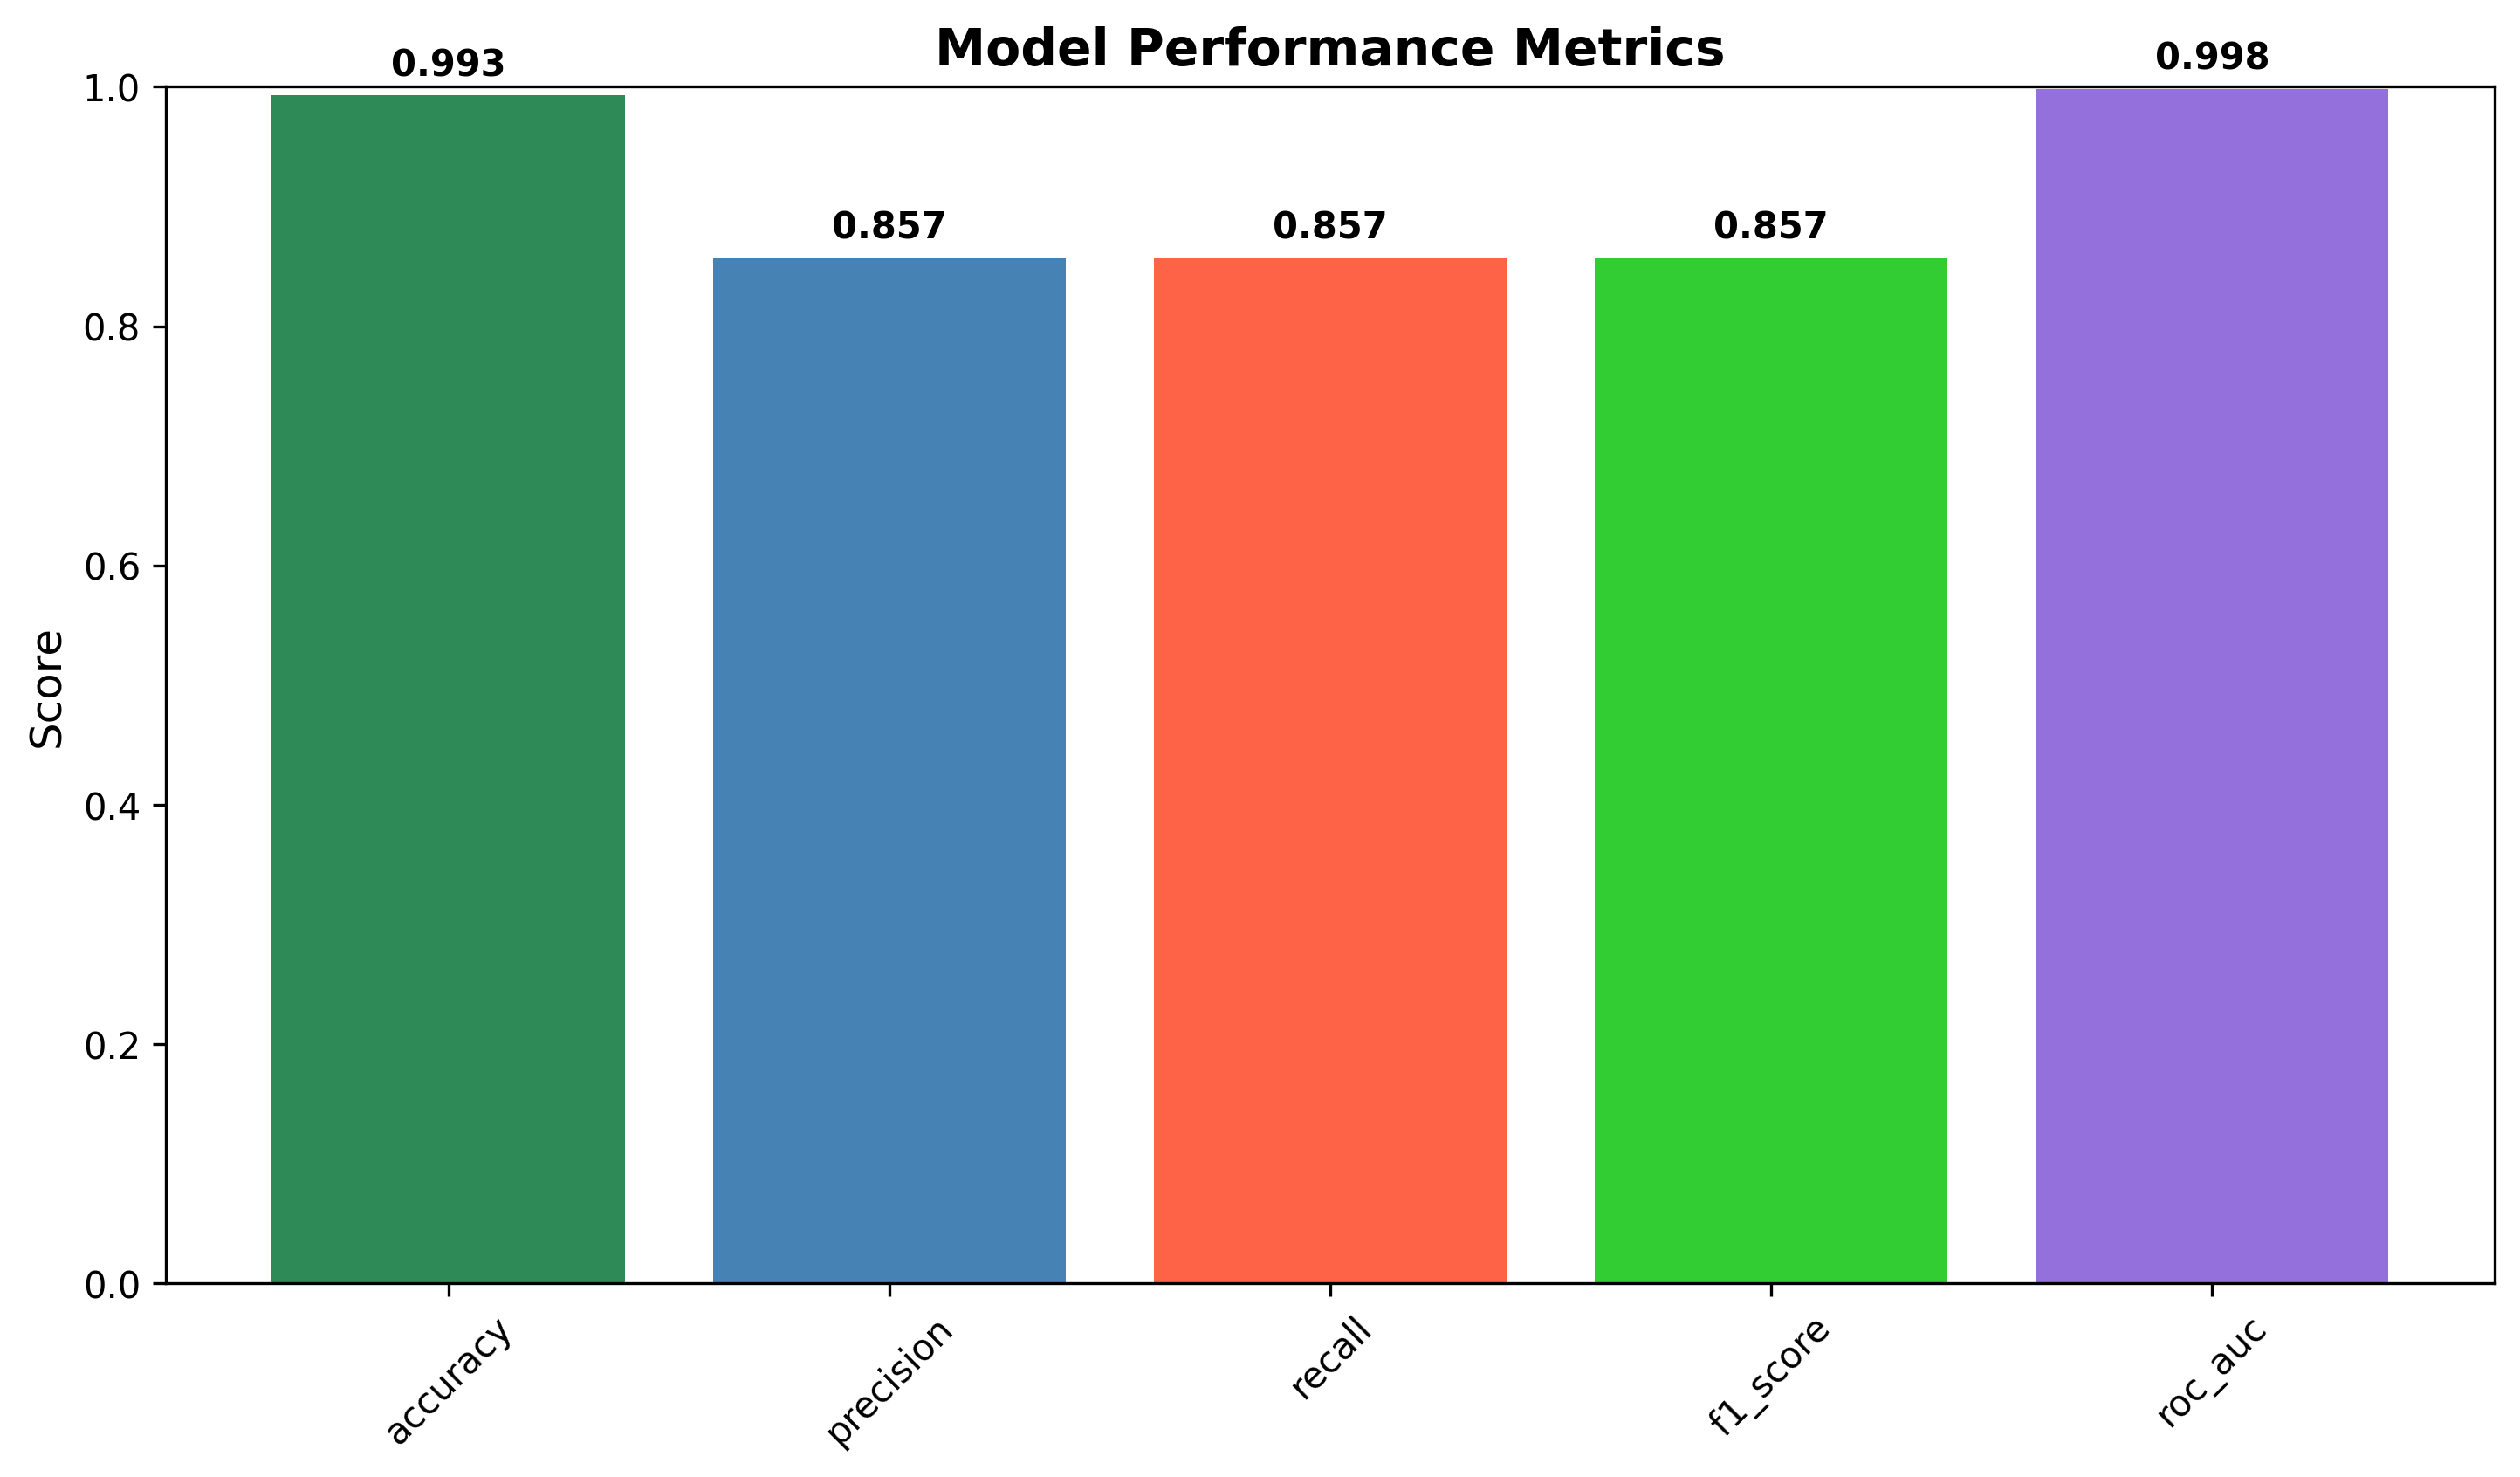 Model Performance Metrics
0.993
0.857
0.857
0.857
0.998
Score
1.0
0.8
0.6
0.4
0.2
0.0
accuracy
precision
recall
f1_score
roc_auc